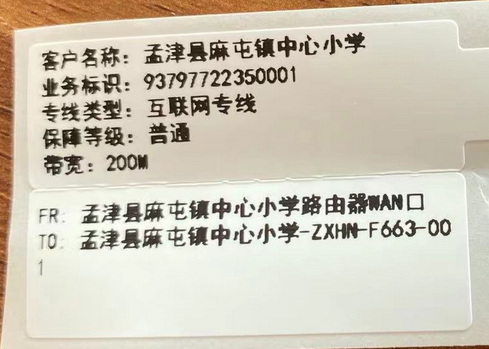 客户名称：孟津县麻屯镇中心小学
业务标识：93797722350001
专线类型：互联网专线
保障等级：普通
带宽：200M
FR: 孟津县麻屯镇中心小学路由器WAN口
TO: 孟津县麻屯镇中心小学-ZXHN-F663-00
1